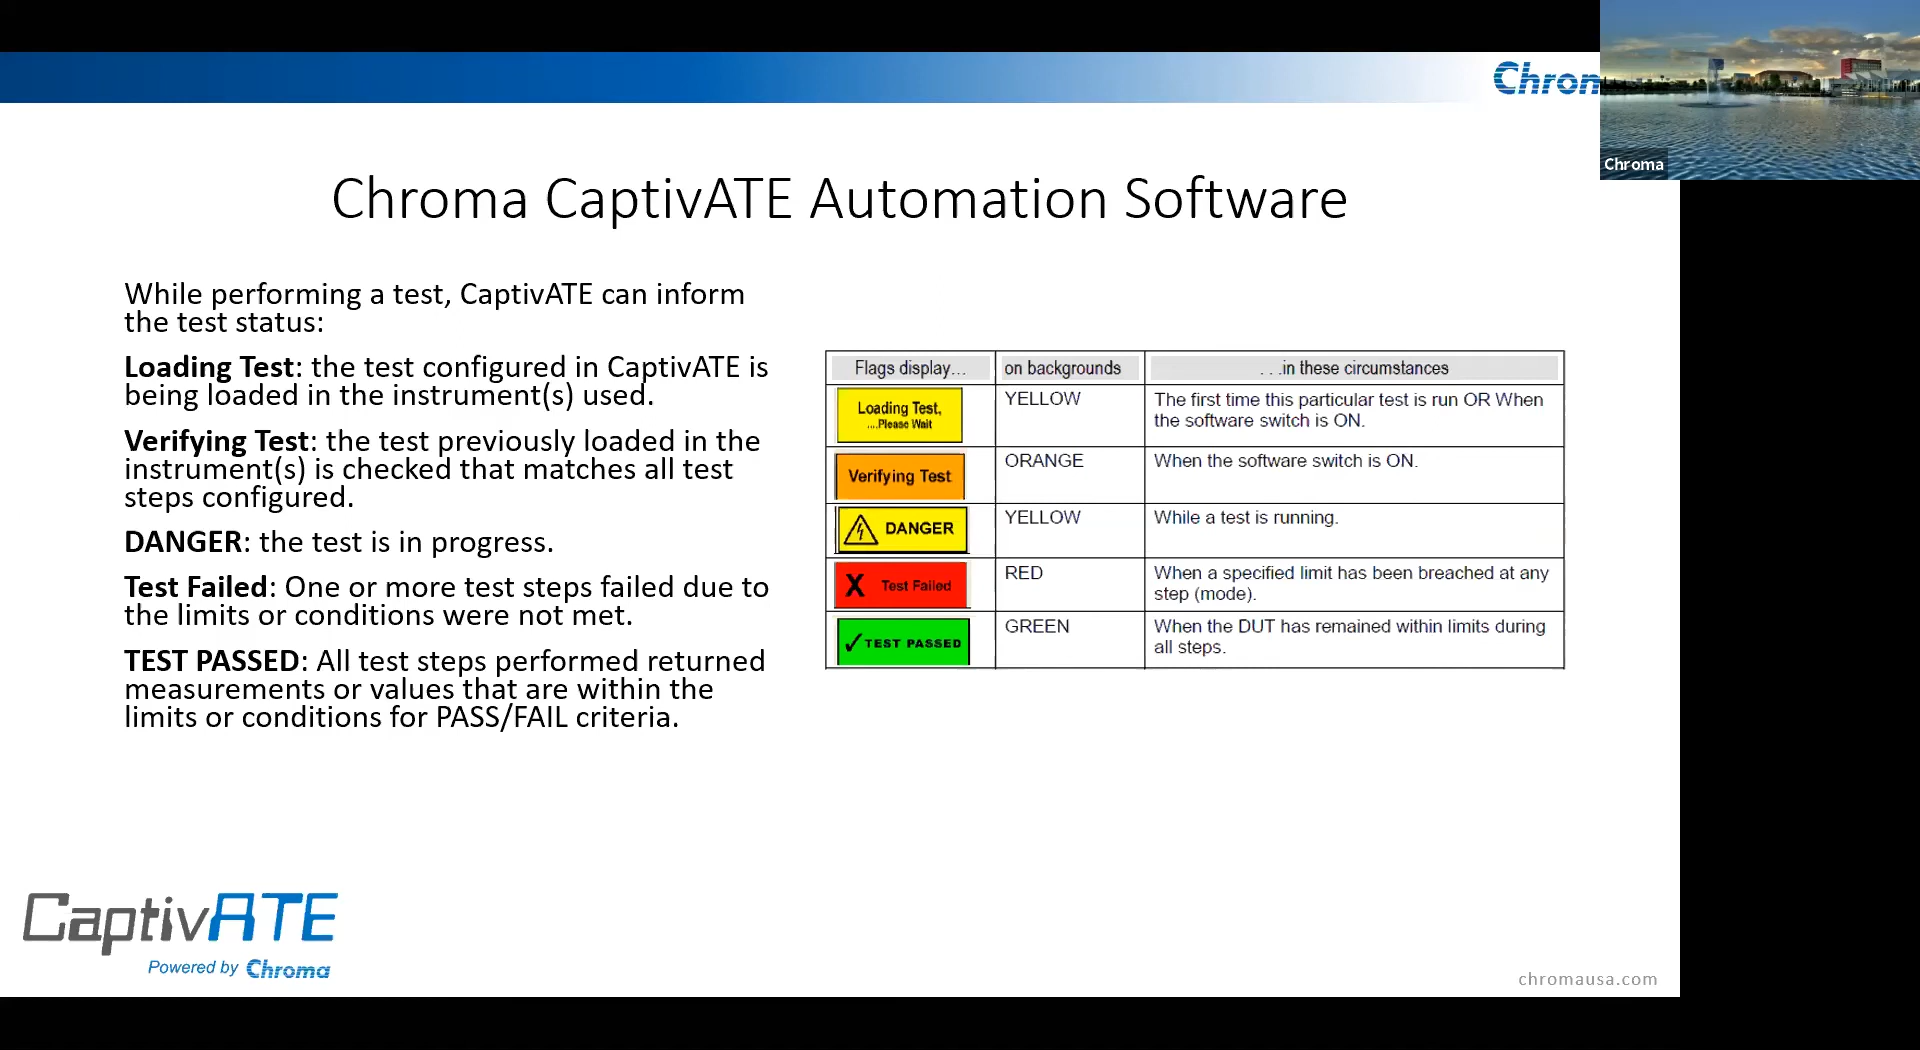 Chrom
Chroma
Chroma CaptivATE Automation Software
While performing a test, CaptivATE can inform
the test status:
Loading Test: the test configured in CaptivATE is
being loaded in the instrument(s) used.
Verifying Test: the test previously loaded in the
instrument(s) is checked that matches all test
steps configured.
DANGER: the test is in progress.
Test Failed: One or more test steps failed due to
the limits or conditions were not met.
TEST PASSED: All test steps performed returned
measurements or values that are within the
limits or conditions for PASS/FAIL criteria.
Flags display... on backgrounds . . .in these circumstances
Loading Test,
....Please Wait
YELLOW
The first time this particular test is run OR When
the software switch is ON.
Verifying Test
ORANGE
When the software switch is ON.
DANGER
YELLOW
While a test is running.
X Test Failed
RED
When a specified limit has been breached at any
step (mode).
✓TEST PASSED
GREEN
When the DUT has remained within limits during
all steps.
CaptivATE
Powered by Chroma
chromausa.com